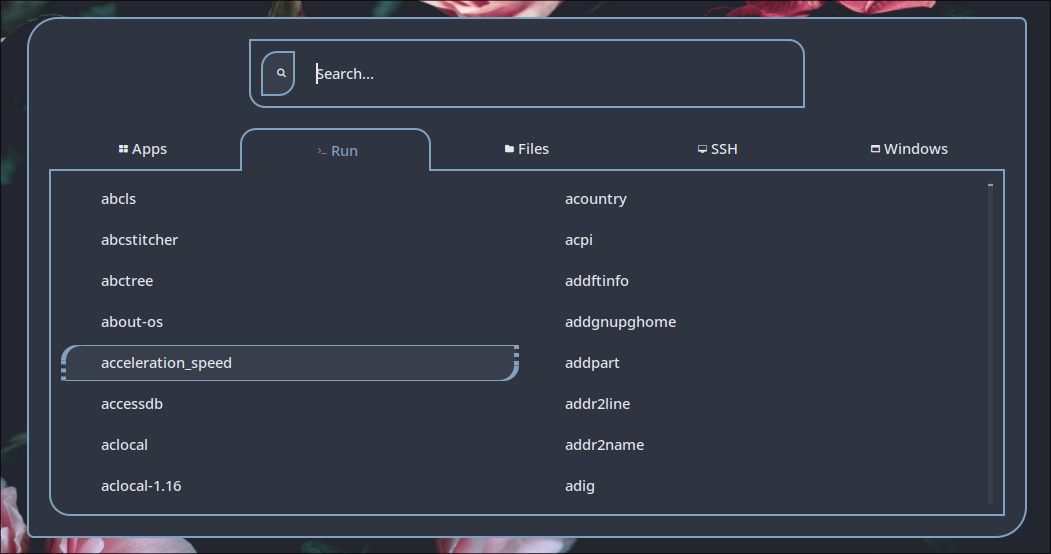 Search...
Apps
>_ Run
Files
SSH
Windows
abcls
abcstitcher
abctree
about-os
acceleration_speed
accessdb
aclocal
aclocal-1.16
acountry
acpi
addftinfo
addgnupghome
addpart
addr2line
addr2name
adig